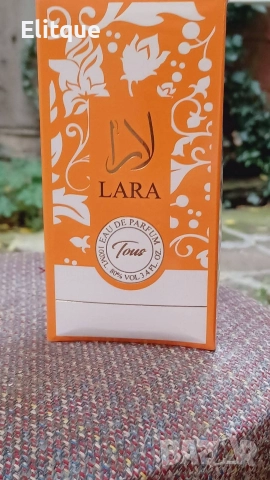 Elitque
لارا
LARA
100ML EAU DE PARFUM
Tous
80% VOL 3.4 FL. OZ
BAZAR